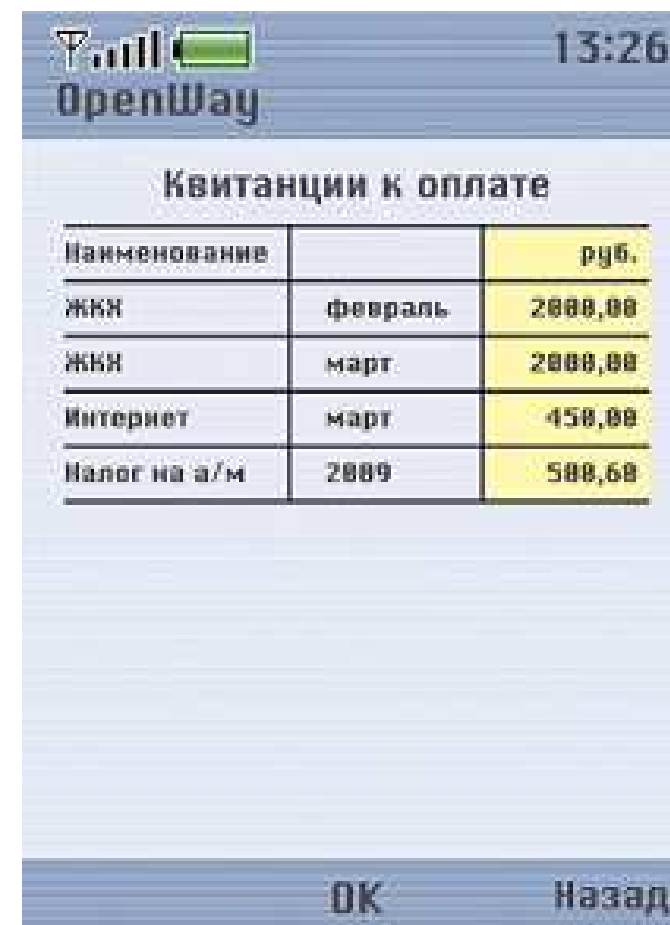 13:26
OpenWay
Квитанции к оплате
Наименование руб.
ЖКХ февраль 2000,00
ЖКХ март 2000,00
Интернет март 450,00
Налог на а/м 2009 500,60
OK Назад